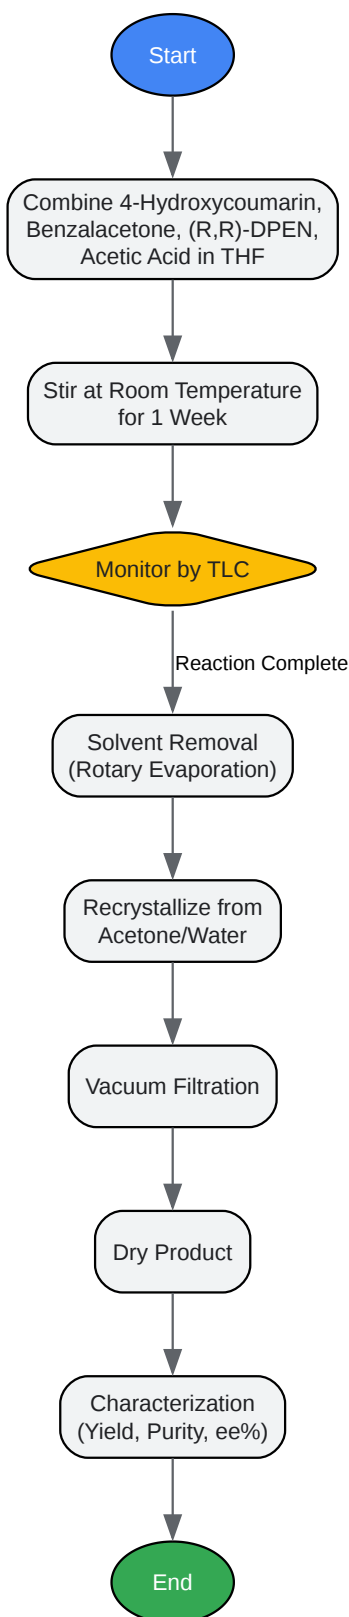 Start
Combine 4-Hydroxycoumarin,
Benzalacetone, (R,R)-DPEN,
Acetic Acid in THF
Stir at Room Temperature
for 1 Week
Monitor by TLC
Reaction Complete
Solvent Removal
(Rotary Evaporation)
Recrystallize from
Acetone/Water
Vacuum Filtration
Dry Product
Characterization
(Yield, Purity, ee%)
End